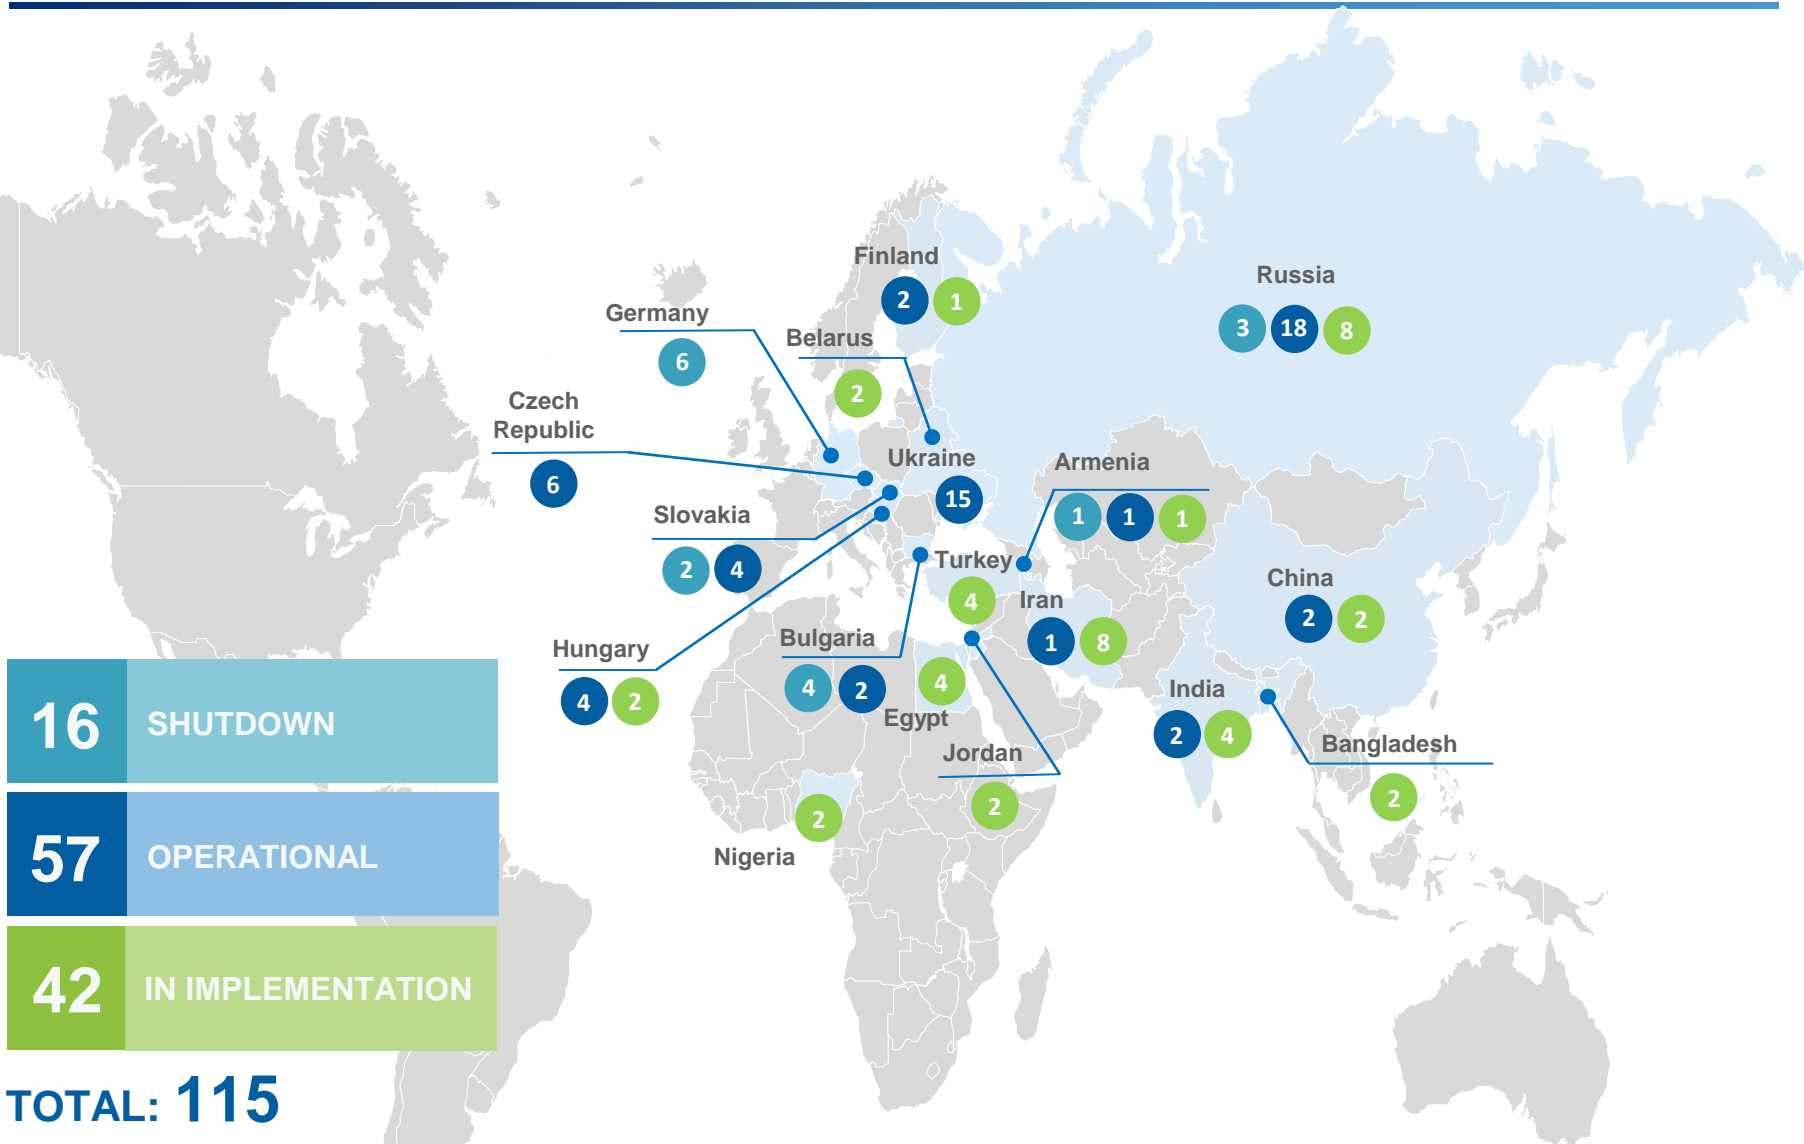 Finland
2 1
Russia
3 18 8
Germany
6
Belarus
2
Czech
Republic
6
Ukraine
15
Armenia
1 1 1
Slovakia
2 4
Turkey
4
Iran
1 8
China
2 2
Hungary
4 2
Bulgaria
4 2
4
Egypt
India
2 4
Jordan
2
Bangladesh
2
2
Nigeria
16 SHUTDOWN
57 OPERATIONAL
42 IN IMPLEMENTATION
TOTAL: 115